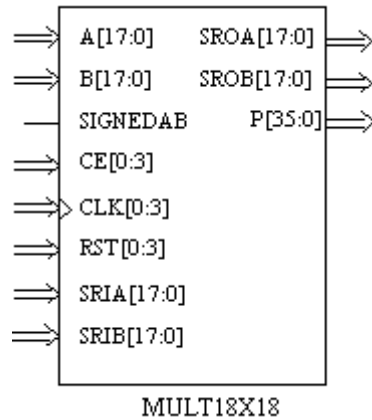 A[17:0] SROA[17:0]
B[17:0] SROB[17:0]
SIGNEDAB P[35:0]
CE[0:3]
CLK[0:3]
RST[0:3]
SRIA[17:0]
SRIB[17:0]
MULT18X18